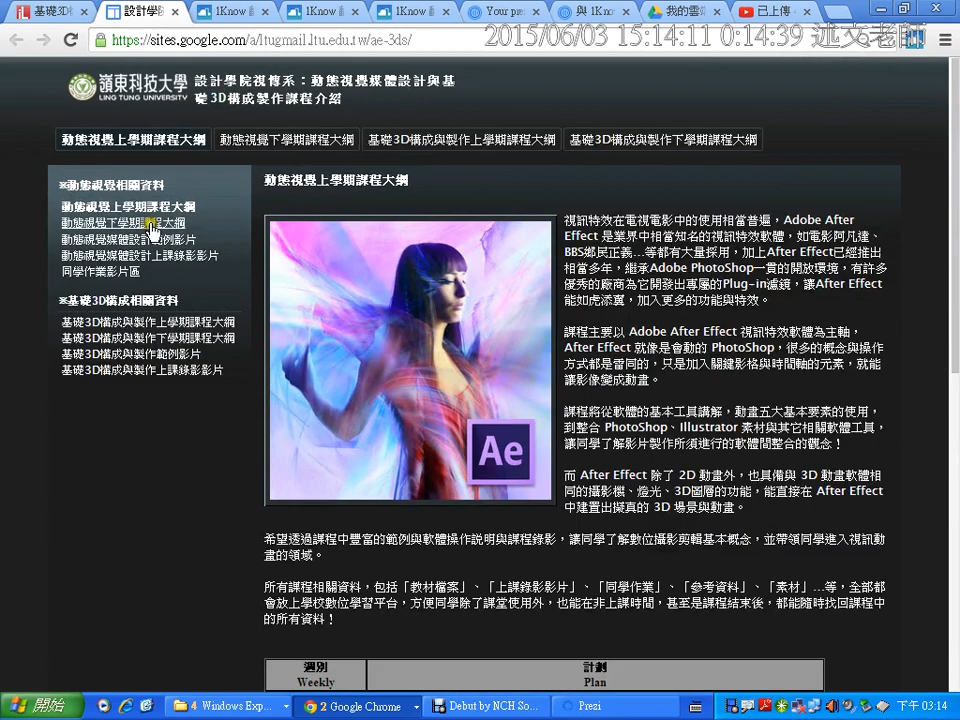 基礎3D
設計學
1Know
1Know
1Know
Your pre
與 1Kno
我的雲
已上傳
https://sites.google.com/a/ltugmail.ltu.edu.tw/ae-3ds/
2015/06/03 15:14:11 0:14:39 述文老師
嶺東科技大學
LING TUNG UNIVERSITY
設計學院視傳系：動態視覺媒體設計與基
礎3D構成製作課程介紹
動態視覺上學期課程大綱 動態視覺下學期課程大綱 基礎3D構成與製作上學期課程大綱 基礎3D構成與製作下學期課程大綱
※動態視覺相關資料
動態視覺上學期課程大綱
動態視覺下學期課程大綱
動態視覺媒體設計範例影片
動態視覺媒體設計上課錄影影片
同學作業影片區
※基礎3D構成相關資料
基礎3D構成與製作上學期課程大綱
基礎3D構成與製作下學期課程大綱
基礎3D構成與製作範例影片
基礎3D構成與製作上課錄影影片
動態視覺上學期課程大綱
Ae
視訊特效在電視電影中的使用相當普遍，Adobe After
Effect 是業界中相當知名的視訊特效軟體，如電影阿凡達、
BBS鄉民正義...等都有大量採用，加上After Effect已經推出
相當多年，繼承Adobe PhotoShop一貫的開放環境，有許多
優秀的廠商為它開發出專屬的Plug-in濾鏡，讓After Effect
能如虎添翼，加入更多的功能與特效。
課程主要以 Adobe After Effect 視訊特效軟體為主軸，
After Effect 就像是會動的 PhotoShop，很多的概念與操作
方式都是雷同的，只是加入關鍵影格與時間軸的元素，就能
讓影像變成動畫。
課程將從軟體的基本工具講解，動畫五大基本要素的使用，
到整合 PhotoShop、Illustrator 素材與其它相關軟體工具，
讓同學了解影片製作所須進行的軟體間整合的觀念！
而 After Effect 除了 2D 動畫外，也具備與 3D 動畫軟體相
同的攝影機、燈光、3D圖層的功能，能直接在 After Effect
中建置出擬真的 3D 場景與動畫。
希望透過課程中豐富的範例與軟體操作說明與課程錄影，讓同學了解數位攝影剪輯基本概念，並帶領同學進入視訊動
畫的領域。
所有課程相關資料，包括「教材檔案」、「上課錄影影片」、「同學作業」、「參考資料」、「素材」...等，全部都
會放上學校數位學習平台，方便同學除了課堂使用外，也能在非上課時間，甚至是課程結束後，都能隨時找回課程中
的所有資料！
週別 計劃
Weekly Plan
開始
4 Windows Exp...
2 Google Chrome
Debut by NCH So...
Prezi
下午 03:14